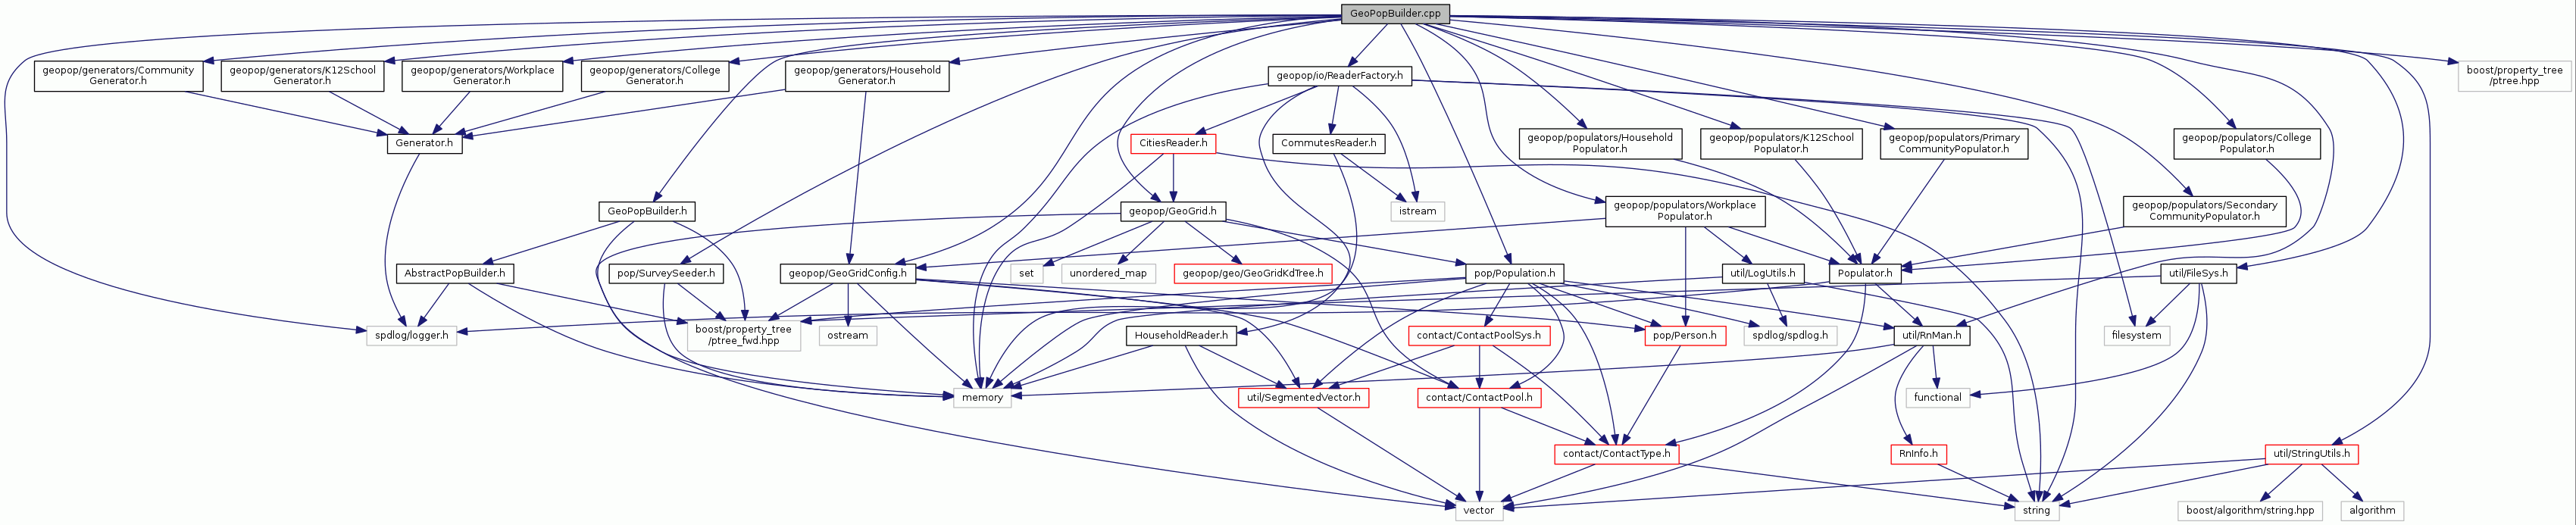 GeoPopBuilder.cpp
geopop/generators/Community
Generator.h
geopop/generators/K12School
Generator.h
geopop/generators/Workplace
Generator.h
geopop/generators/College
Generator.h
geopop/generators/Household
Generator.h
geopop/io/ReaderFactory.h
boost/property_tree
/ptree.hpp
Generator.h
CitiesReader.h
CommutesReader.h
geopop/populators/Household
Populator.h
geopop/populators/K12School
Populator.h
geopop/populators/Primary
CommunityPopulator.h
geopop/populators/College
Populator.h
GeoPopBuilder.h
geopop/GeoGrid.h
istream
geopop/populators/Workplace
Populator.h
geopop/populators/Secondary
CommunityPopulator.h
AbstractPopBuilder.h
pop/SurveySeeder.h
geopop/GeoGridConfig.h
set
unordered_map
geopop/geo/GeoGridKdTree.h
pop/Population.h
util/LogUtils.h
Populator.h
util/FileSys.h
spdlog/logger.h
boost/property_tree
/ptree_fwd.hpp
ostream
HouseholdReader.h
contact/ContactPoolSys.h
pop/Person.h
spdlog/spdlog.h
util/RnMan.h
filesystem
memory
util/SegmentedVector.h
contact/ContactPool.h
functional
contact/ContactType.h
RnInfo.h
util/StringUtils.h
vector
string
boost/algorithm/string.hpp
algorithm